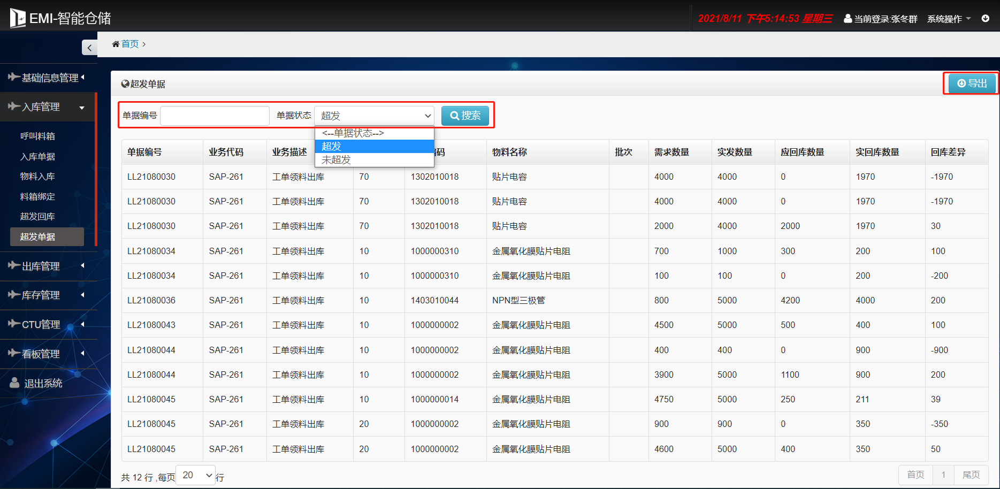 EMI-智能仓储
2021/8/11 下午5:14:53 星期三 当前登录:张冬群 系统操作
首页 >
基础信息管理
入库管理
呼叫料箱
入库单据
物料入库
料箱绑定
超发回库
超发单据
出库管理
库存管理
CTU管理
看板管理
退出系统
超发单据 导出
单据编号 单据状态 超发 搜索
<--单据状态-->
超发
未超发
单据编号 业务代码 业务描述 码 物料名称 批次 需求数量 实发数量 应回库数量 实回库数量 回库差异
LL21080030 SAP-261 工单领料出库 70 1302010018 贴片电容 4000 4000 0 1970 -1970
LL21080030 SAP-261 工单领料出库 70 1302010018 贴片电容 4000 4000 0 1970 -1970
LL21080030 SAP-261 工单领料出库 70 1302010018 贴片电容 2000 4000 2000 1970 30
LL21080034 SAP-261 工单领料出库 10 1000000310 金属氧化膜贴片电阻 700 1000 300 200 100
LL21080034 SAP-261 工单领料出库 10 1000000310 金属氧化膜贴片电阻 100 100 0 200 -200
LL21080036 SAP-261 工单领料出库 10 1403010044 NPN型三极管 800 5000 4200 4000 200
LL21080043 SAP-261 工单领料出库 10 1000000002 金属氧化膜贴片电阻 4500 5000 500 400 100
LL21080044 SAP-261 工单领料出库 10 1000000002 金属氧化膜贴片电阻 400 400 0 900 -900
LL21080044 SAP-261 工单领料出库 10 1000000002 金属氧化膜贴片电阻 3900 5000 1100 900 200
LL21080045 SAP-261 工单领料出库 10 1000000014 金属氧化膜贴片电阻 4750 5000 250 211 39
LL21080045 SAP-261 工单领料出库 20 1000000002 金属氧化膜贴片电阻 900 900 0 350 -350
LL21080045 SAP-261 工单领料出库 20 1000000002 金属氧化膜贴片电阻 4600 5000 400 350 50
共 12 行 ,每页 20 行 首页 1 尾页